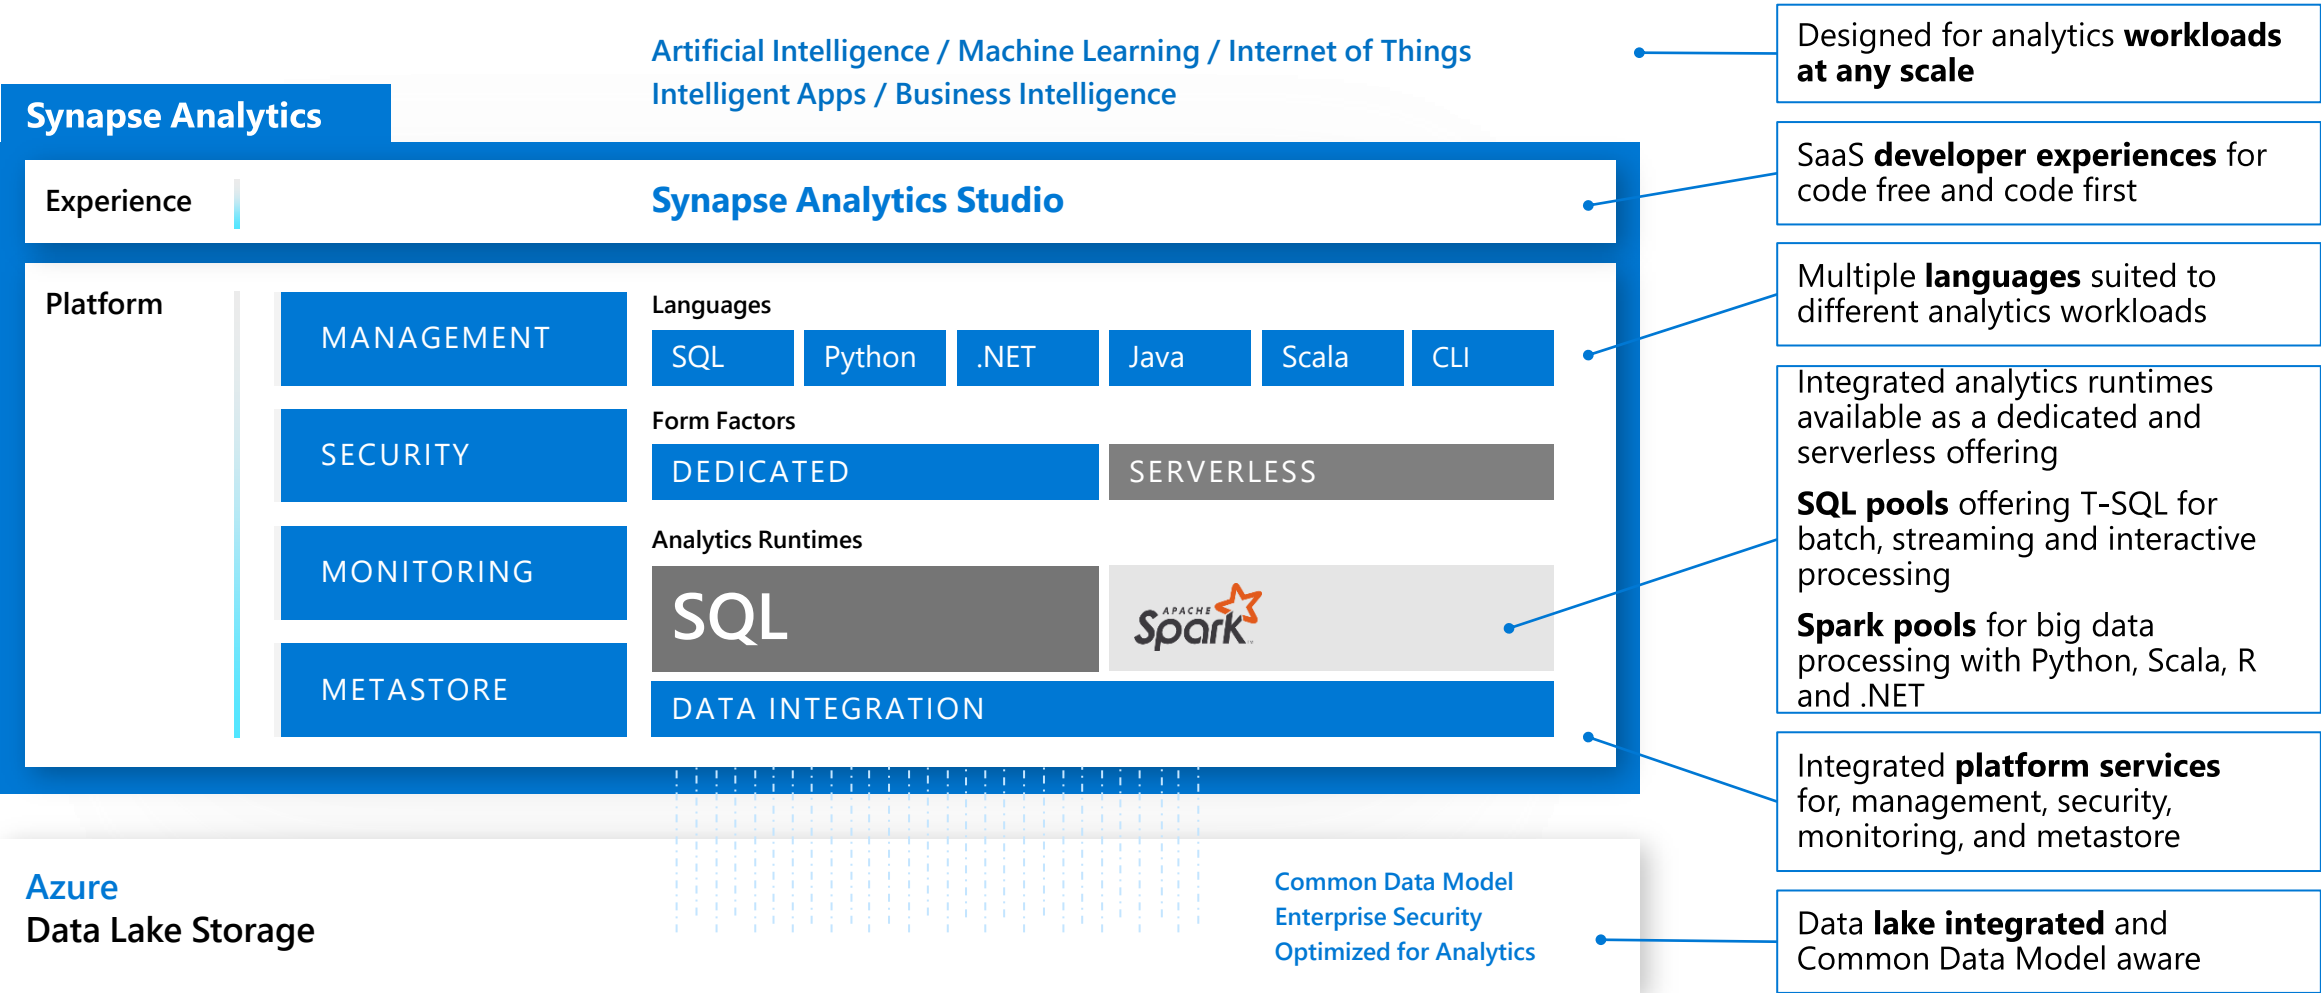 Artificial Intelligence / Machine Learning / Internet of Things
Intelligent Apps / Business Intelligence
Synapse Analytics
Experience
Synapse Analytics Studio
Platform
MANAGEMENT
SECURITY
MONITORING
METASTORE
Languages
SQL
Python
.NET
Java
Scala
CLI
Form Factors
DEDICATED
SERVERLESS
Analytics Runtimes
SQL
APACHE
Spark
DATA INTEGRATION
Azure
Data Lake Storage
Common Data Model
Enterprise Security
Optimized for Analytics
Designed for analytics workloads
at any scale
SaaS developer experiences for
code free and code first
Multiple languages suited to
different analytics workloads
Integrated analytics runtimes
available as a dedicated and
serverless offering
SQL pools offering T-SQL for
batch, streaming and interactive
processing
Spark pools for big data
processing with Python, Scala, R
and .NET
Integrated platform services
for, management, security,
monitoring, and metastore
Data lake integrated and
Common Data Model aware